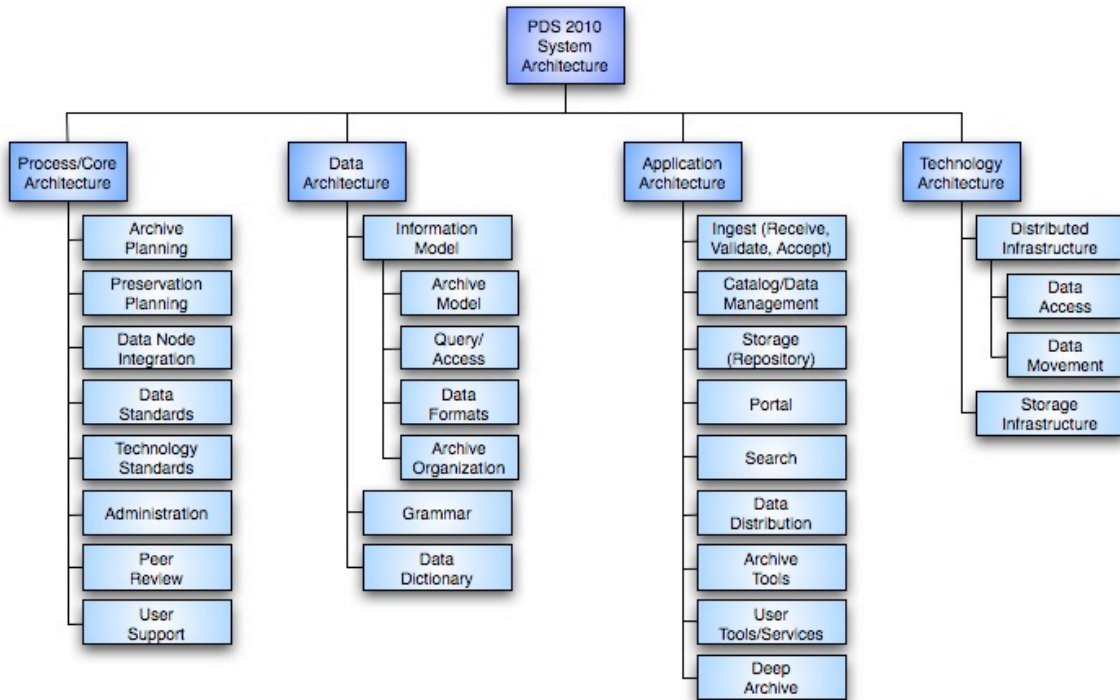 PDS 2010
System
Architecture
Process/Core
Architecture
Archive
Planning
Preservation
Planning
Data Node
Integration
Data
Standards
Technology
Standards
Administration
Peer
Review
User
Support
Data
Architecture
Information
Model
Archive
Model
Query/
Access
Data
Formats
Archive
Organization
Grammar
Data
Dictionary
Application
Architecture
Ingest (Receive,
Validate, Accept)
Catalog/Data
Management
Storage
(Repository)
Portal
Search
Data
Distribution
Archive
Tools
User
Tools/Services
Deep
Archive
Technology
Architecture
Distributed
Infrastructure
Data
Access
Data
Movement
Storage
Infrastructure